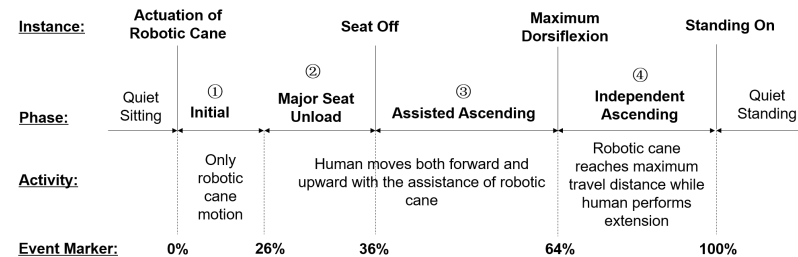 Instance:
Actuation of
Robotic Cane
Seat Off
Maximum
Dorsiflexion
Standing On
Phase:
Quiet
Sitting
①
Initial
②
Major Seat
Unload
③
Assisted Ascending
④
Independent
Ascending
Quiet
Standing
Activity:
Only
robotic
cane
motion
Human moves both forward and
upward with the assistance of robotic
cane
Robotic cane
reaches maximum
travel distance while
human performs
extension
Event Marker:
0%
26%
36%
64%
100%